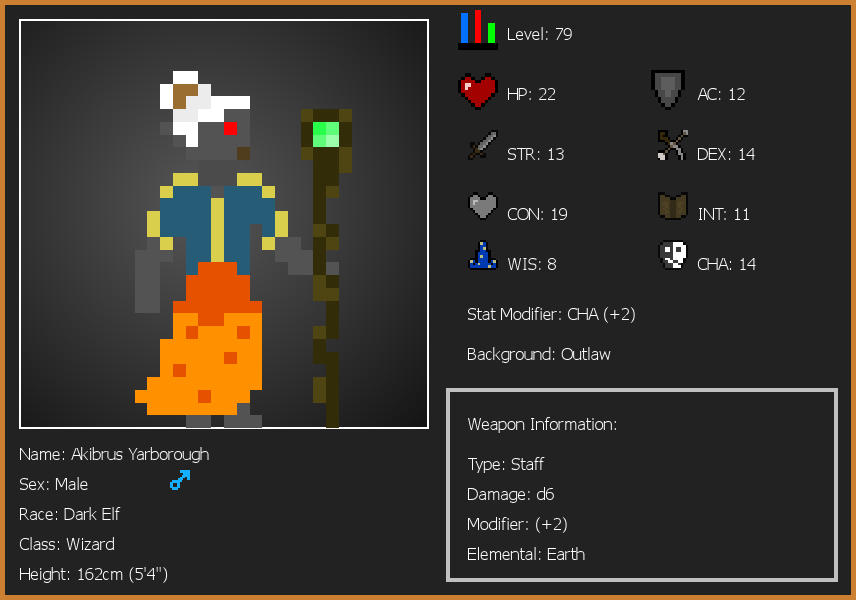 Level: 79
HP: 22
AC: 12
STR: 13
DEX: 14
CON: 19
INT: 11
WIS: 8
CHA: 14
Stat Modifier: CHA (+2)
Background: Outlaw
Weapon Information:
Type: Staff
Damage: d6
Modifier: (+2)
Elemental: Earth
Name: Akibrus Yarborough
Sex: Male
Race: Dark Elf
Class: Wizard
Height: 162cm (5'4")